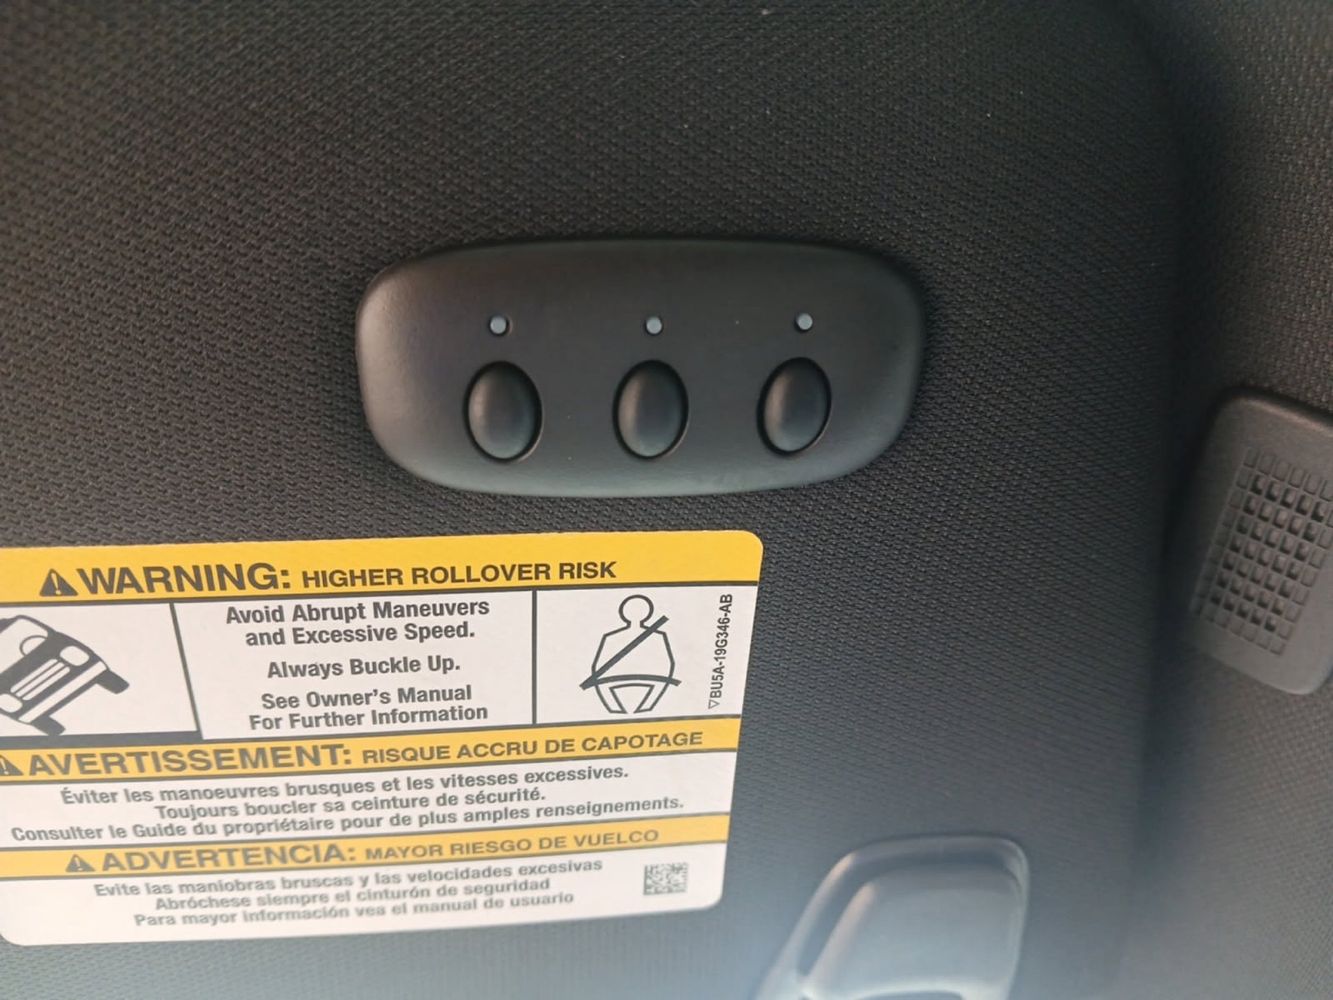 WARNING: HIGHER ROLLOVER RISK
Avoid Abrupt Maneuvers
and Excessive Speed.
Always Buckle Up.
See Owner's Manual
For Further Information
▽BU5A-19G346-AB
AVERTISSEMENT: RISQUE ACCRU DE CAPOTAGE
Éviter les manoeuvres brusques et les vitesses excessives.
Toujours boucler sa ceinture de sécurité.
Consulter le Guide du propriétaire pour de plus amples renseignements.
ADVERTENCIA: MAYOR RIESGO DE VUELCO
Evite las maniobras bruscas y las velocidades excesivas
Abróchese siempre el cinturón de seguridad
Para mayor información vea el manual de usuario